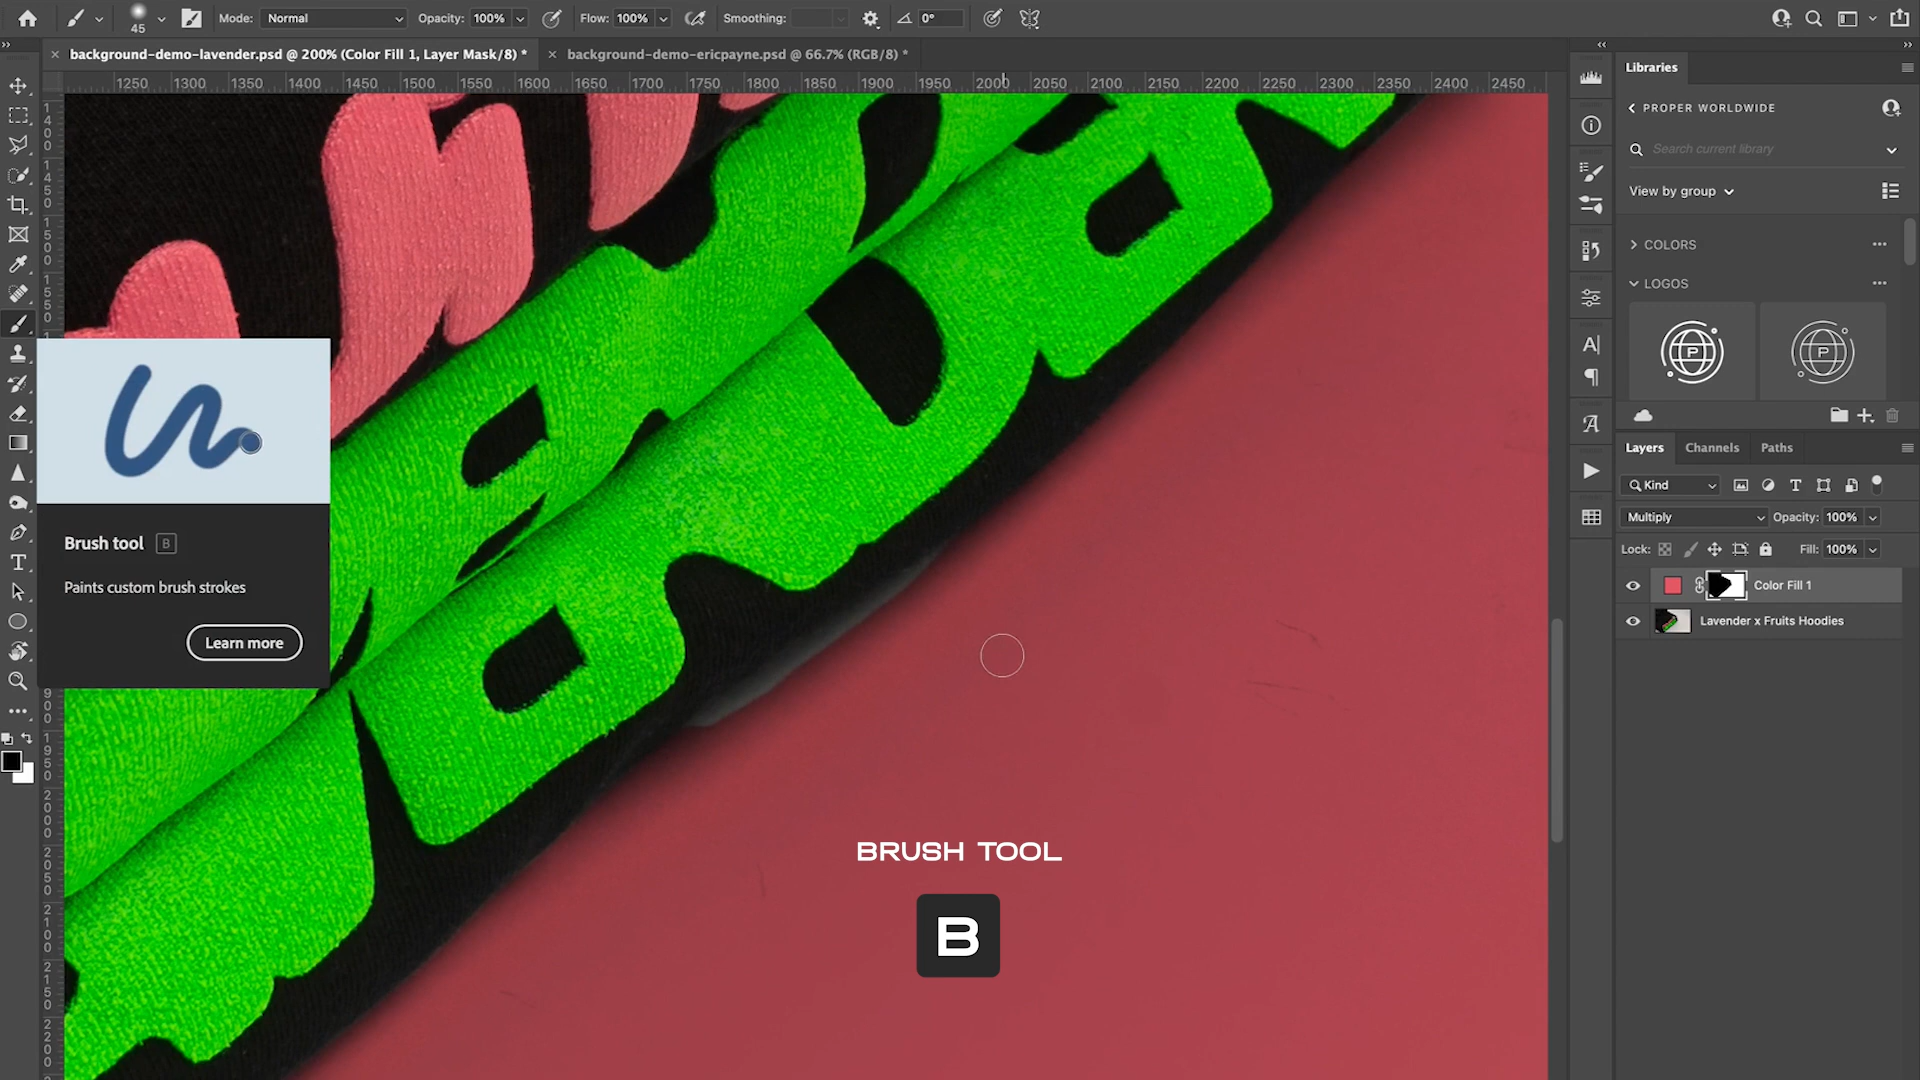 45
Mode:
Normal
Opacity:
100%
Flow:
100%
Smoothing:
0°
background-demo-lavender.psd @ 200% (Color Fill 1, Layer Mask/8) *
background-demo-ericpayne.psd @ 66.7% (RGB/8) *
1250 1300 1350 1400 1450 1500 1550 1600 1650 1700 1750 1800 1850 1900 1950 2000 2050 2100 2150 2200 2250 2300 2350 2400 2450
Brush tool B
Paints custom brush strokes
Learn more
BRUSH TOOL
B
Libraries
PROPER WORLDWIDE
Search current library
View by group
COLORS
LOGOS
P
P
Layers
Channels
Paths
Kind
Multiply
Opacity:
100%
Lock:
Fill:
100%
Color Fill 1
Lavender x Fruits Hoodies